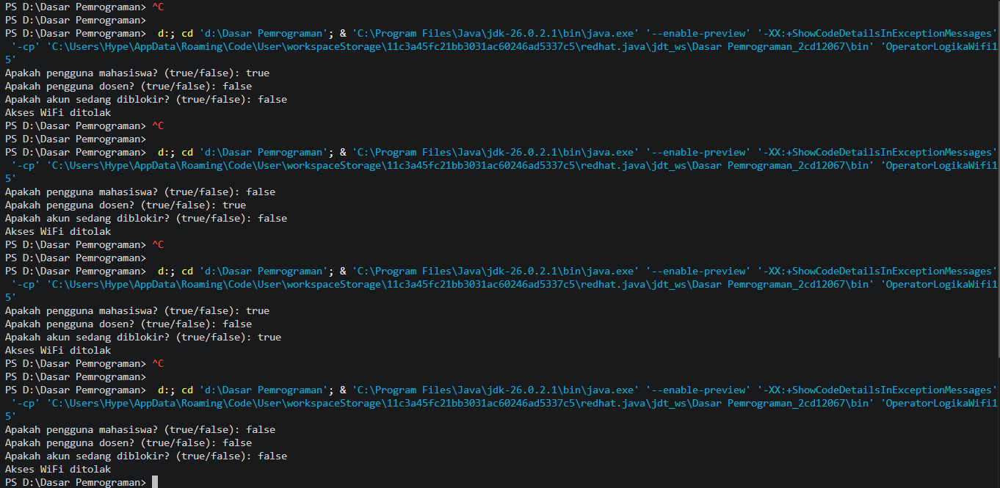 PS D:\Dasar Pemrograman> ^C
PS D:\Dasar Pemrograman>
PS D:\Dasar Pemrograman>  d:; cd 'd:\Dasar Pemrograman'; & 'C:\Program Files\Java\jdk-26.0.2.1\bin\java.exe' '--enable-preview' '-XX:+ShowCodeDetailsInExceptionMessages'
 '-cp' 'C:\Users\Hype\AppData\Roaming\Code\User\workspaceStorage\11c3a45fc21bb3031ac60246ad5337c5\redhat.java\jdt_ws\Dasar Pemrograman_2cd12067\bin' 'OperatorLogikaWifi1
5'
Apakah pengguna mahasiswa? (true/false): true
Apakah pengguna dosen? (true/false): false
Apakah akun sedang diblokir? (true/false): false
Akses WiFi ditolak
PS D:\Dasar Pemrograman> ^C
PS D:\Dasar Pemrograman>
PS D:\Dasar Pemrograman>  d:; cd 'd:\Dasar Pemrograman'; & 'C:\Program Files\Java\jdk-26.0.2.1\bin\java.exe' '--enable-preview' '-XX:+ShowCodeDetailsInExceptionMessages'
 '-cp' 'C:\Users\Hype\AppData\Roaming\Code\User\workspaceStorage\11c3a45fc21bb3031ac60246ad5337c5\redhat.java\jdt_ws\Dasar Pemrograman_2cd12067\bin' 'OperatorLogikaWifi1
5'
Apakah pengguna mahasiswa? (true/false): false
Apakah pengguna dosen? (true/false): true
Apakah akun sedang diblokir? (true/false): false
Akses WiFi ditolak
PS D:\Dasar Pemrograman> ^C
PS D:\Dasar Pemrograman>
PS D:\Dasar Pemrograman>  d:; cd 'd:\Dasar Pemrograman'; & 'C:\Program Files\Java\jdk-26.0.2.1\bin\java.exe' '--enable-preview' '-XX:+ShowCodeDetailsInExceptionMessages'
 '-cp' 'C:\Users\Hype\AppData\Roaming\Code\User\workspaceStorage\11c3a45fc21bb3031ac60246ad5337c5\redhat.java\jdt_ws\Dasar Pemrograman_2cd12067\bin' 'OperatorLogikaWifi1
5'
Apakah pengguna mahasiswa? (true/false): true
Apakah pengguna dosen? (true/false): false
Apakah akun sedang diblokir? (true/false): true
Akses WiFi ditolak
PS D:\Dasar Pemrograman> ^C
PS D:\Dasar Pemrograman>
PS D:\Dasar Pemrograman>  d:; cd 'd:\Dasar Pemrograman'; & 'C:\Program Files\Java\jdk-26.0.2.1\bin\java.exe' '--enable-preview' '-XX:+ShowCodeDetailsInExceptionMessages'
 '-cp' 'C:\Users\Hype\AppData\Roaming\Code\User\workspaceStorage\11c3a45fc21bb3031ac60246ad5337c5\redhat.java\jdt_ws\Dasar Pemrograman_2cd12067\bin' 'OperatorLogikaWifi1
5'
Apakah pengguna mahasiswa? (true/false): false
Apakah pengguna dosen? (true/false): false
Apakah akun sedang diblokir? (true/false): false
Akses WiFi ditolak
PS D:\Dasar Pemrograman>